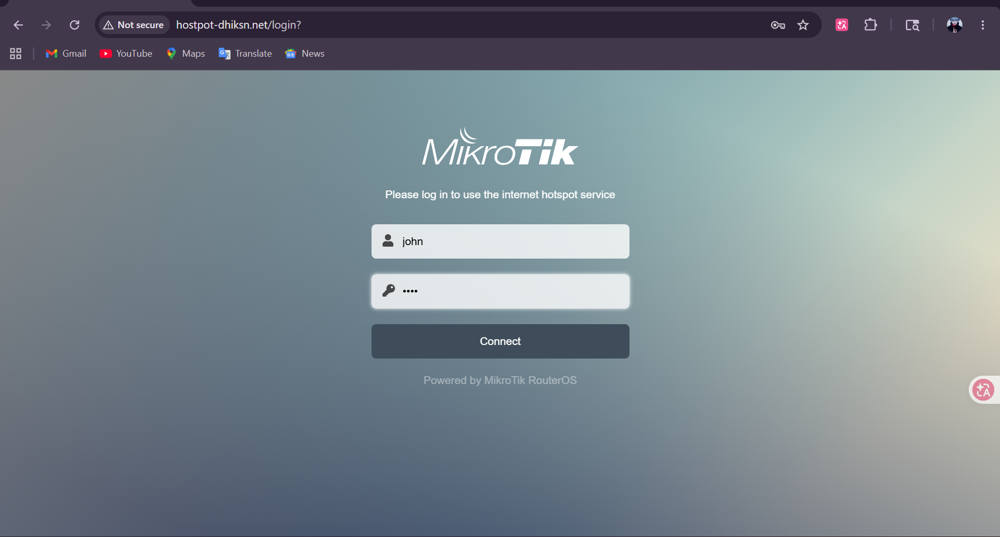 Not secure hostpot-dhiksn.net/login?
Gmail YouTube Maps Translate News
MikroTik
Please log in to use the internet hotspot service
john
••••
Connect
Powered by MikroTik RouterOS